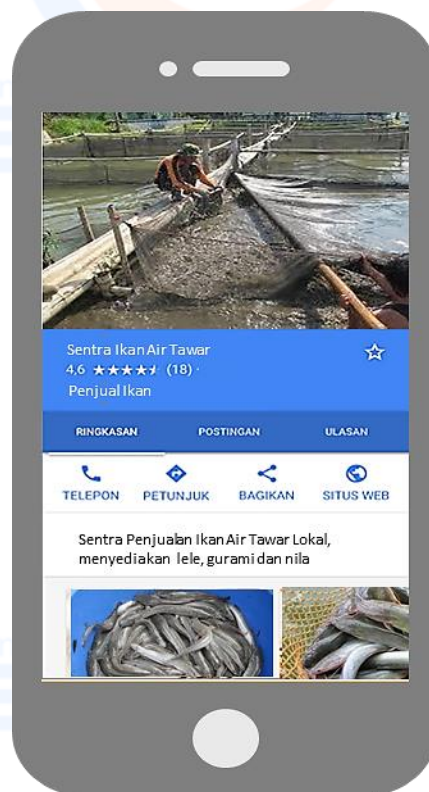 Sentra Ikan Air Tawar
4,6 ★★★★★ (18) ·
Penjual Ikan
RINGKASAN POSTINGAN ULASAN
TELEPON PETUNJUK BAGIKAN SITUS WEB
Sentra Penjualan Ikan Air Tawar Lokal,
menyediakan lele, gurami dan nila